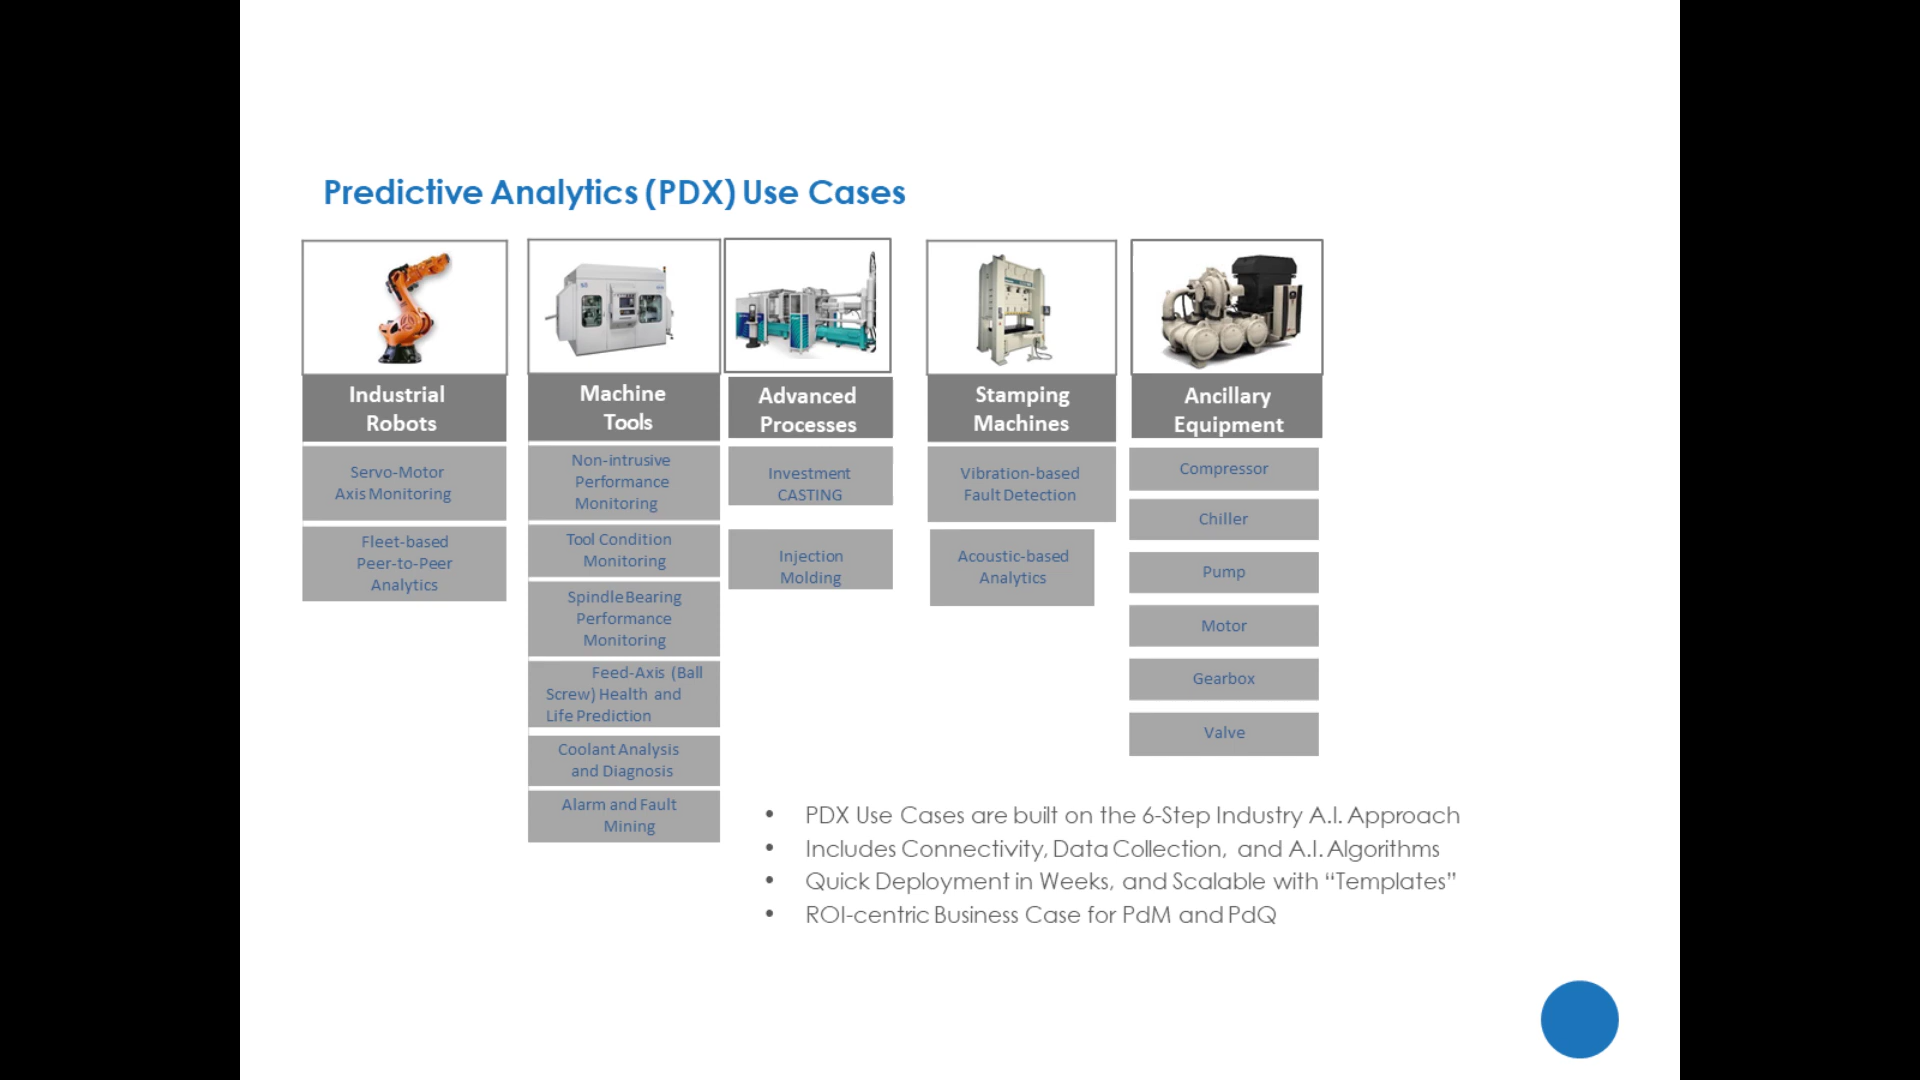 Predictive Analytics (PDX) Use Cases
Industrial
Robots
Servo-Motor
Axis Monitoring
Fleet-based
Peer-to-Peer
Analytics
Machine
Tools
Non-intrusive
Performance
Monitoring
Tool Condition
Monitoring
Spindle Bearing
Performance
Monitoring
Feed-Axis (Ball
Screw) Health and
Life Prediction
Coolant Analysis
and Diagnosis
Alarm and Fault
Mining
Advanced
Processes
Investment
CASTING
Injection
Molding
Stamping
Machines
Vibration-based
Fault Detection
Acoustic-based
Analytics
Ancillary
Equipment
Compressor
Chiller
Pump
Motor
Gearbox
Valve
• PDX Use Cases are built on the 6-Step Industry A.I. Approach
• Includes Connectivity, Data Collection, and A.I. Algorithms
• Quick Deployment in Weeks, and Scalable with “Templates”
• ROI-centric Business Case for PdM and PdQ